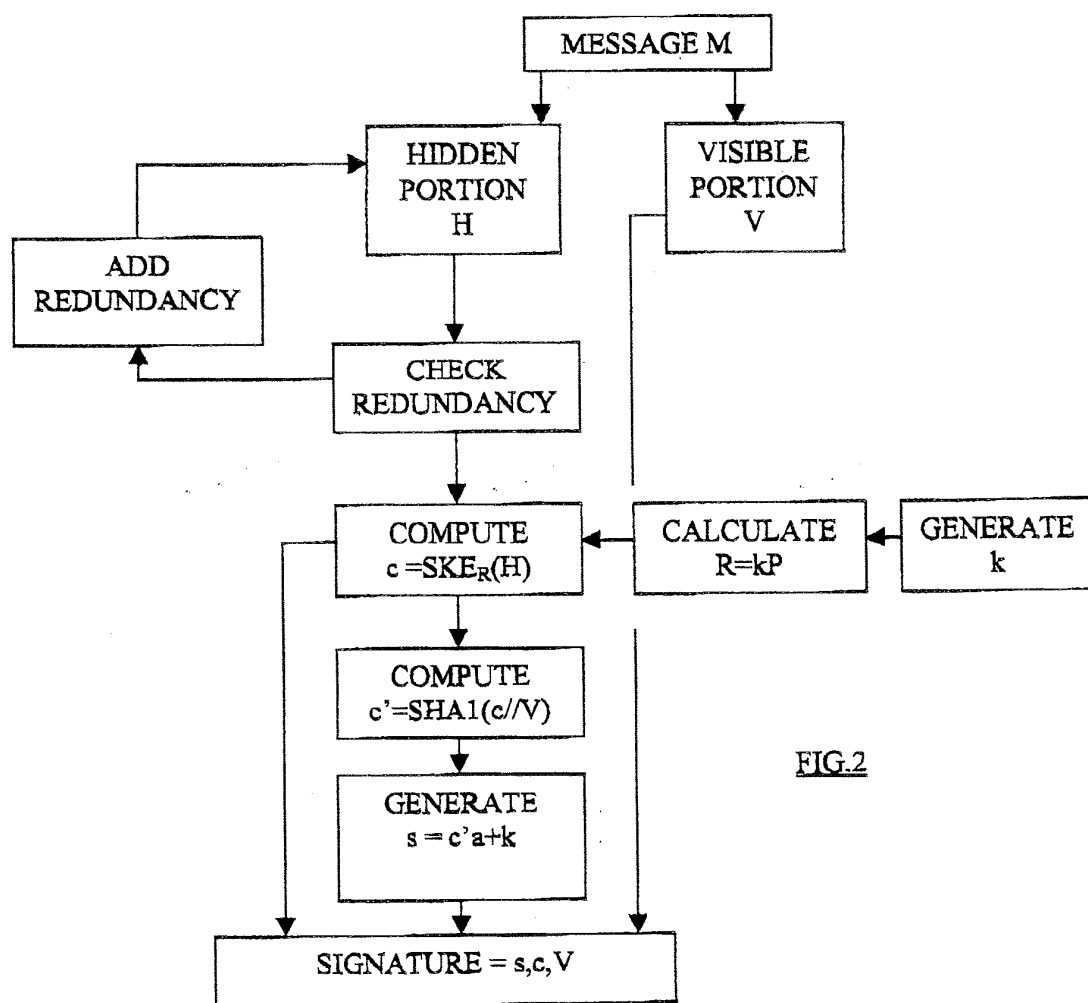 MESSAGE M
HIDDEN
PORTION
H
VISIBLE
PORTION
V
ADD
REDUNDANCY
CHECK
REDUNDANCY
COMPUTE
c =SKE_R(H)
CALCULATE
R=kP
GENERATE
k
COMPUTE
c'=SHA1(c//V)
GENERATE
s = c'a+k
FIG.2
SIGNATURE = s,c,V